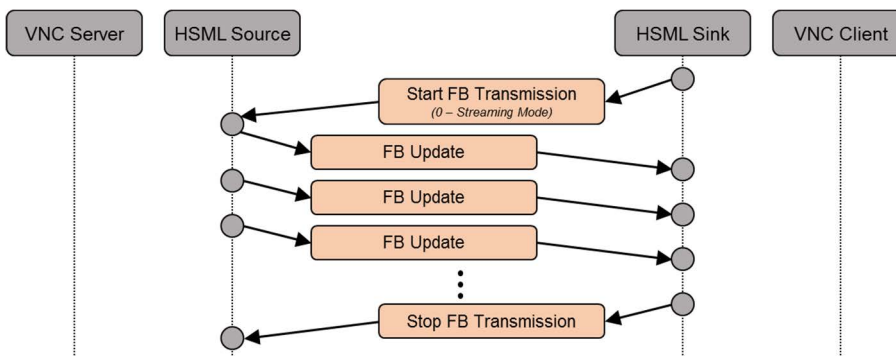 VNC Server
HSML Source
HSML Sink
VNC Client
Start FB Transmission
(0 – Streaming Mode)
FB Update
FB Update
FB Update
Stop FB Transmission